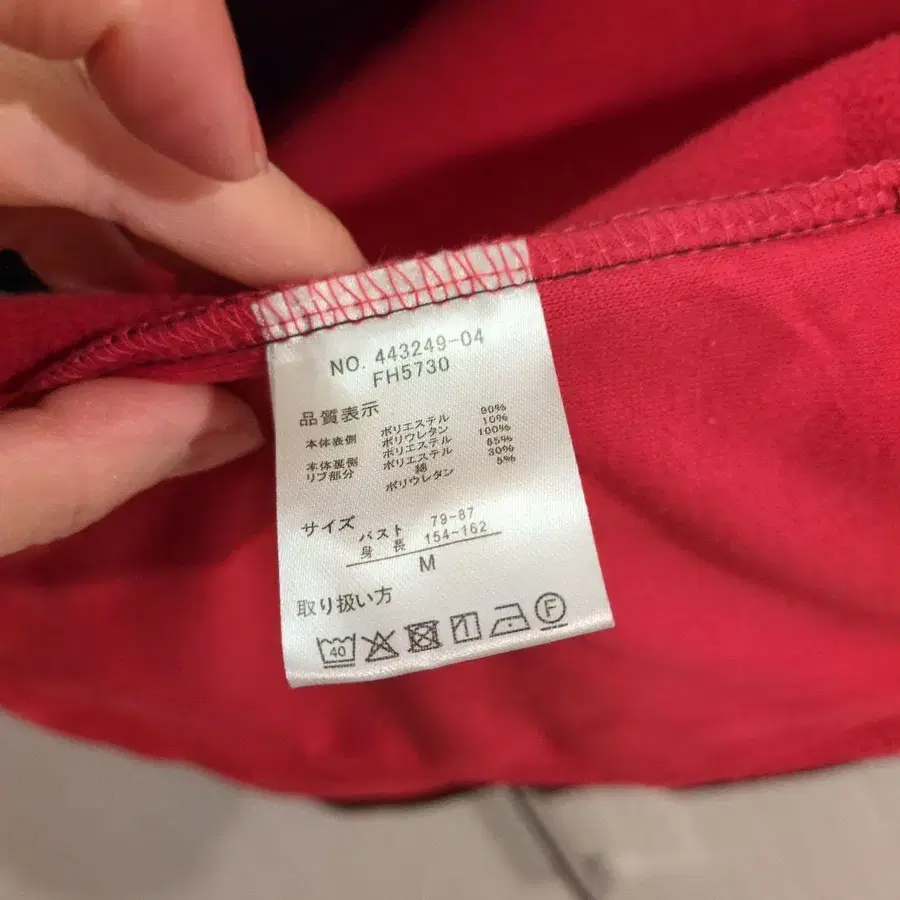 NO. 443249-04
FH5730
品質表示
本体表側 ポリエステル 90%
ポリウレタン 10%
本体裏側 ポリエステル 100%
リブ部分 ポリエステル 65%
綿 30%
ポリウレタン 5%
サイズ
バスト 79-87
身長 154-162
M
取り扱い方
40
F